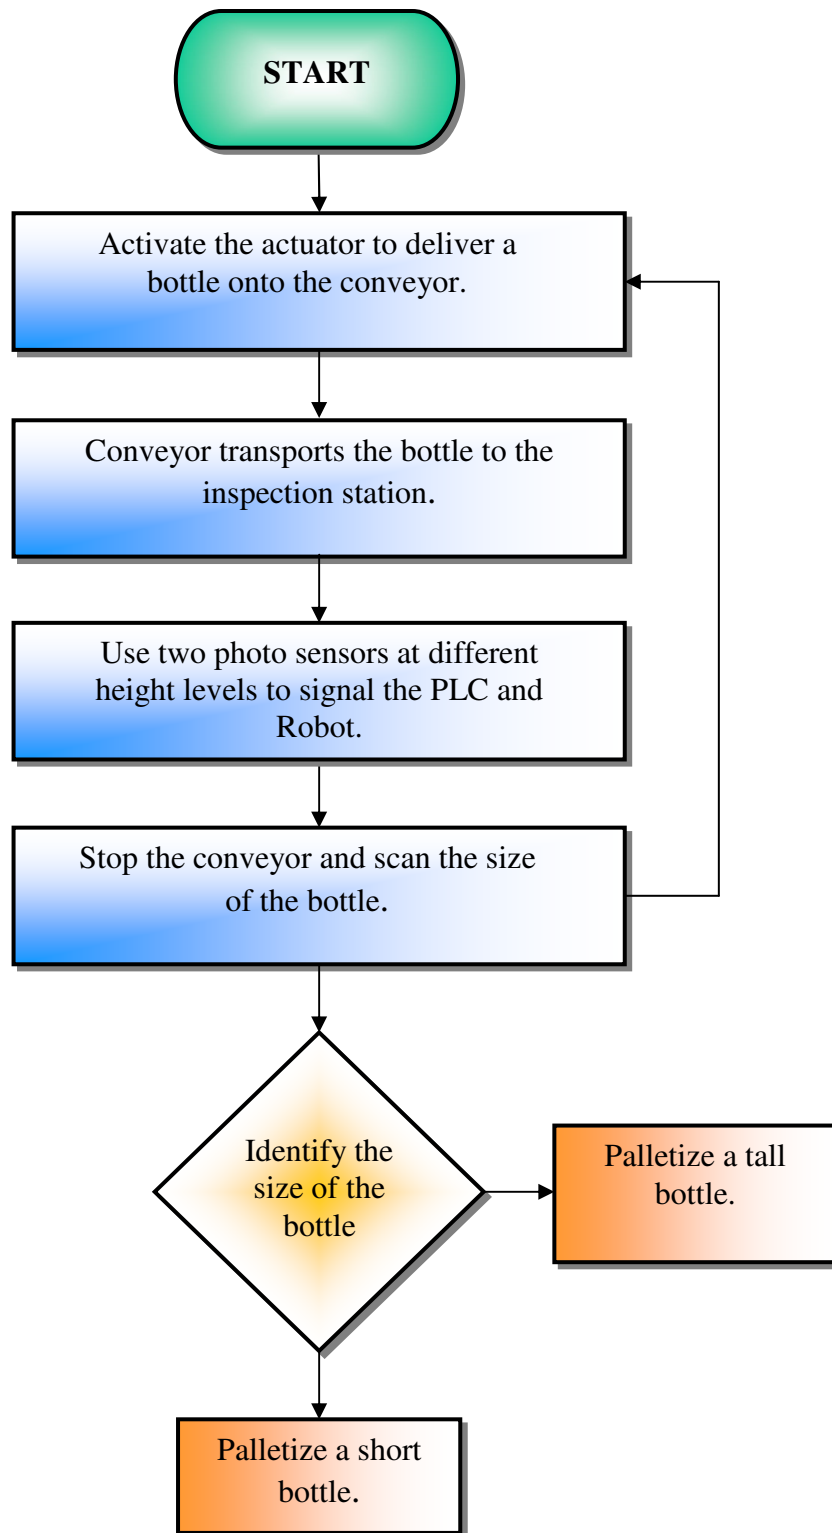 START
Activate the actuator to deliver a
bottle onto the conveyor.
Conveyor transports the bottle to the
inspection station.
Use two photo sensors at different
height levels to signal the PLC and
Robot.
Stop the conveyor and scan the size
of the bottle.
Identify the
size of the
bottle
Palletize a tall
bottle.
Palletize a short
bottle.